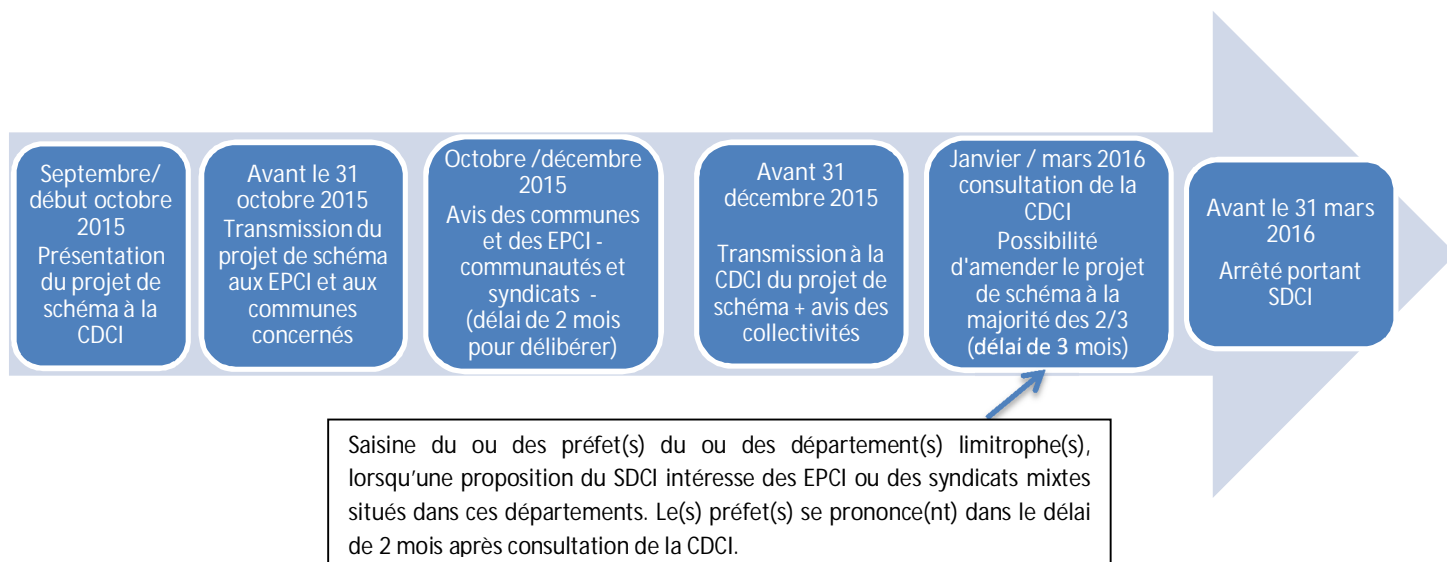 Septembre/
début octobre
2015
Présentation
du projet de
schéma à la
CDCI
Avant le 31
octobre 2015
Transmission du
projet de schéma
aux EPCI et aux
communes
concernés
Octobre /décembre
2015
Avis des communes
et des EPCI -
communautés et
syndicats -
(délai de 2 mois
pour délibérer)
Avant 31
décembre 2015
Transmission à la
CDCI du projet de
schéma + avis des
collectivités
Janvier / mars 2016
consultation de la
CDCI
Possibilité
d'amender le projet
de schéma à la
majorité des 2/3
(délai de 3 mois)
Avant le 31 mars
2016
Arrêté portant
SDCI
Saisine du ou des préfet(s) du ou des département(s) limitrophe(s),
lorsqu'une proposition du SDCI intéresse des EPCI ou des syndicats mixtes
situés dans ces départements. Le(s) préfet(s) se prononce(nt) dans le délai
de 2 mois après consultation de la CDCI.